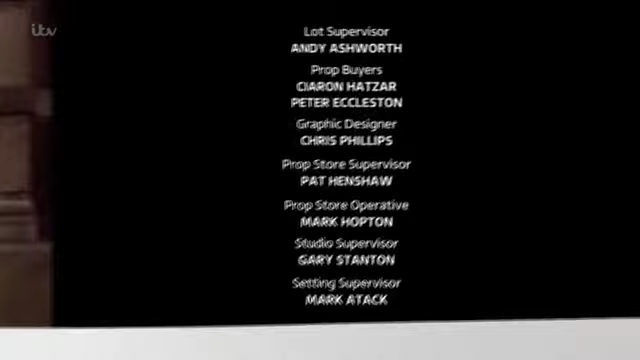 itv
Lot Supervisor
ANDY ASHWORTH
Prop Buyers
CIARON HATZAR
PETER ECCLESTON
Graphic Designer
CHRIS PHILLIPS
Prop Store Supervisor
PAT HENSHAW
Prop Store Operative
MARK HOPTON
Studio Supervisor
GARY STANTON
Setting Supervisor
MARK ATACK